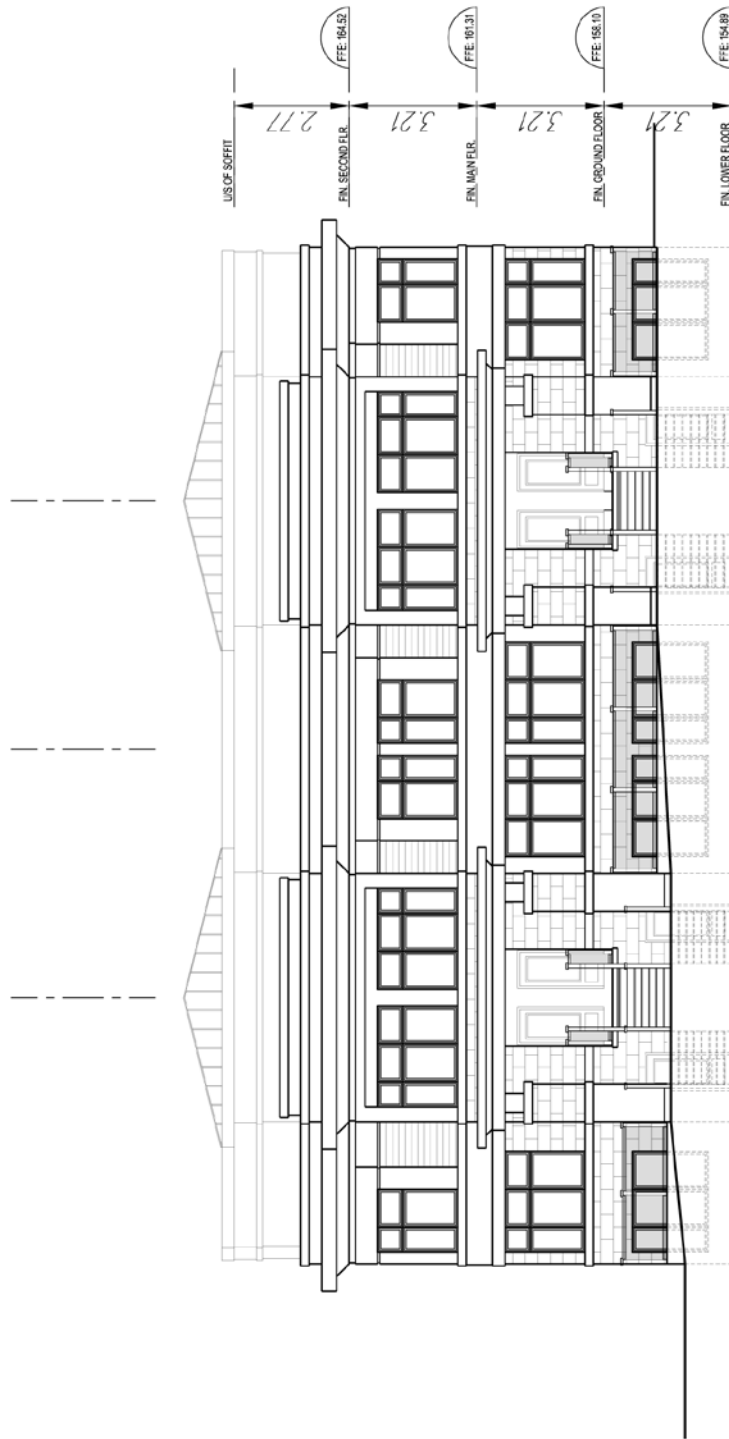 U/S OF SOFFIT
2.77
FIN. SECOND FLR.
FFE: 164.52
3.21
FIN. MAIN FLR.
FFE: 161.31
3.21
FIN. GROUND FLOOR
FFE: 158.10
3.21
FIN. LOWER FLOOR
FFE: 154.89